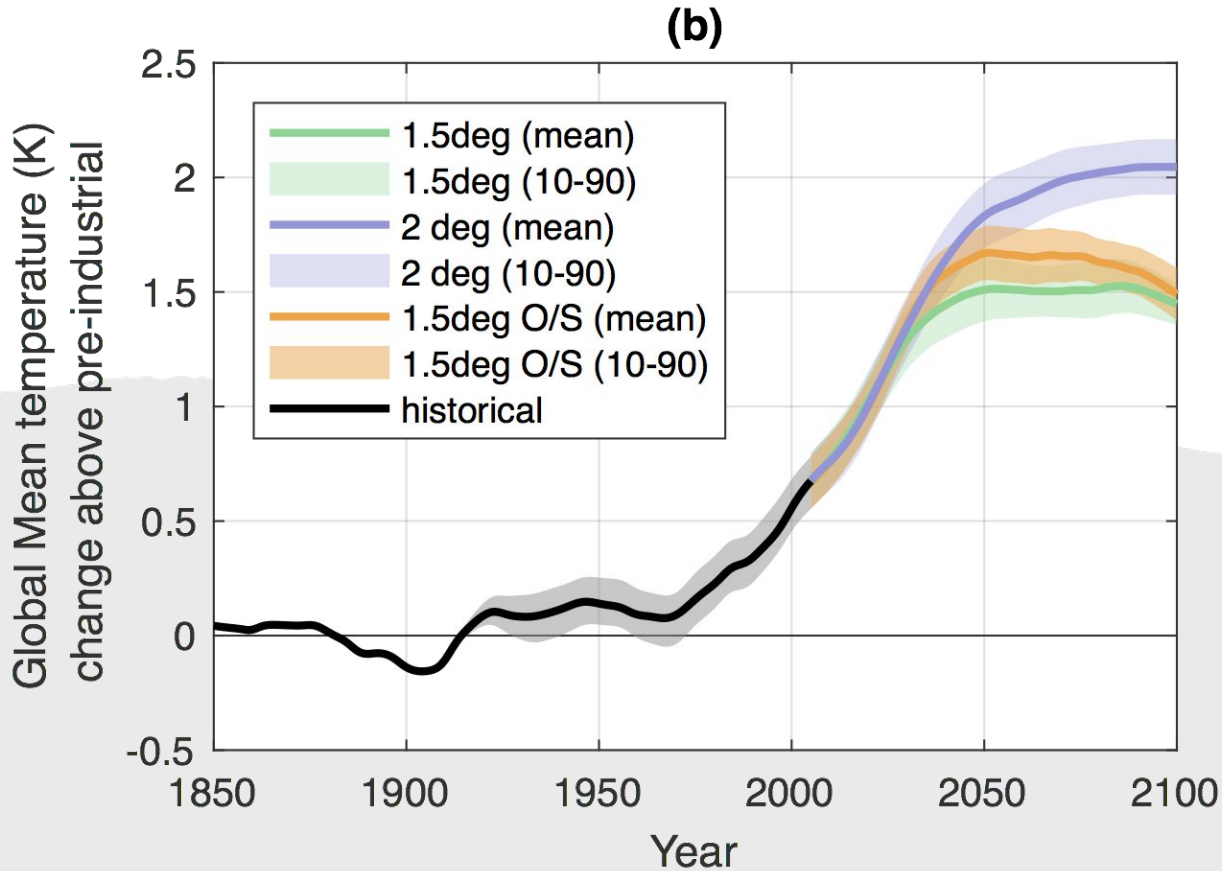 (b)
2.5
2
1.5
1
0.5
0
-0.5
Global Mean temperature (K)
change above pre-industrial
1.5deg (mean)
1.5deg (10-90)
2 deg (mean)
2 deg (10-90)
1.5deg O/S (mean)
1.5deg O/S (10-90)
historical
1850 1900 1950 2000 2050 2100
Year